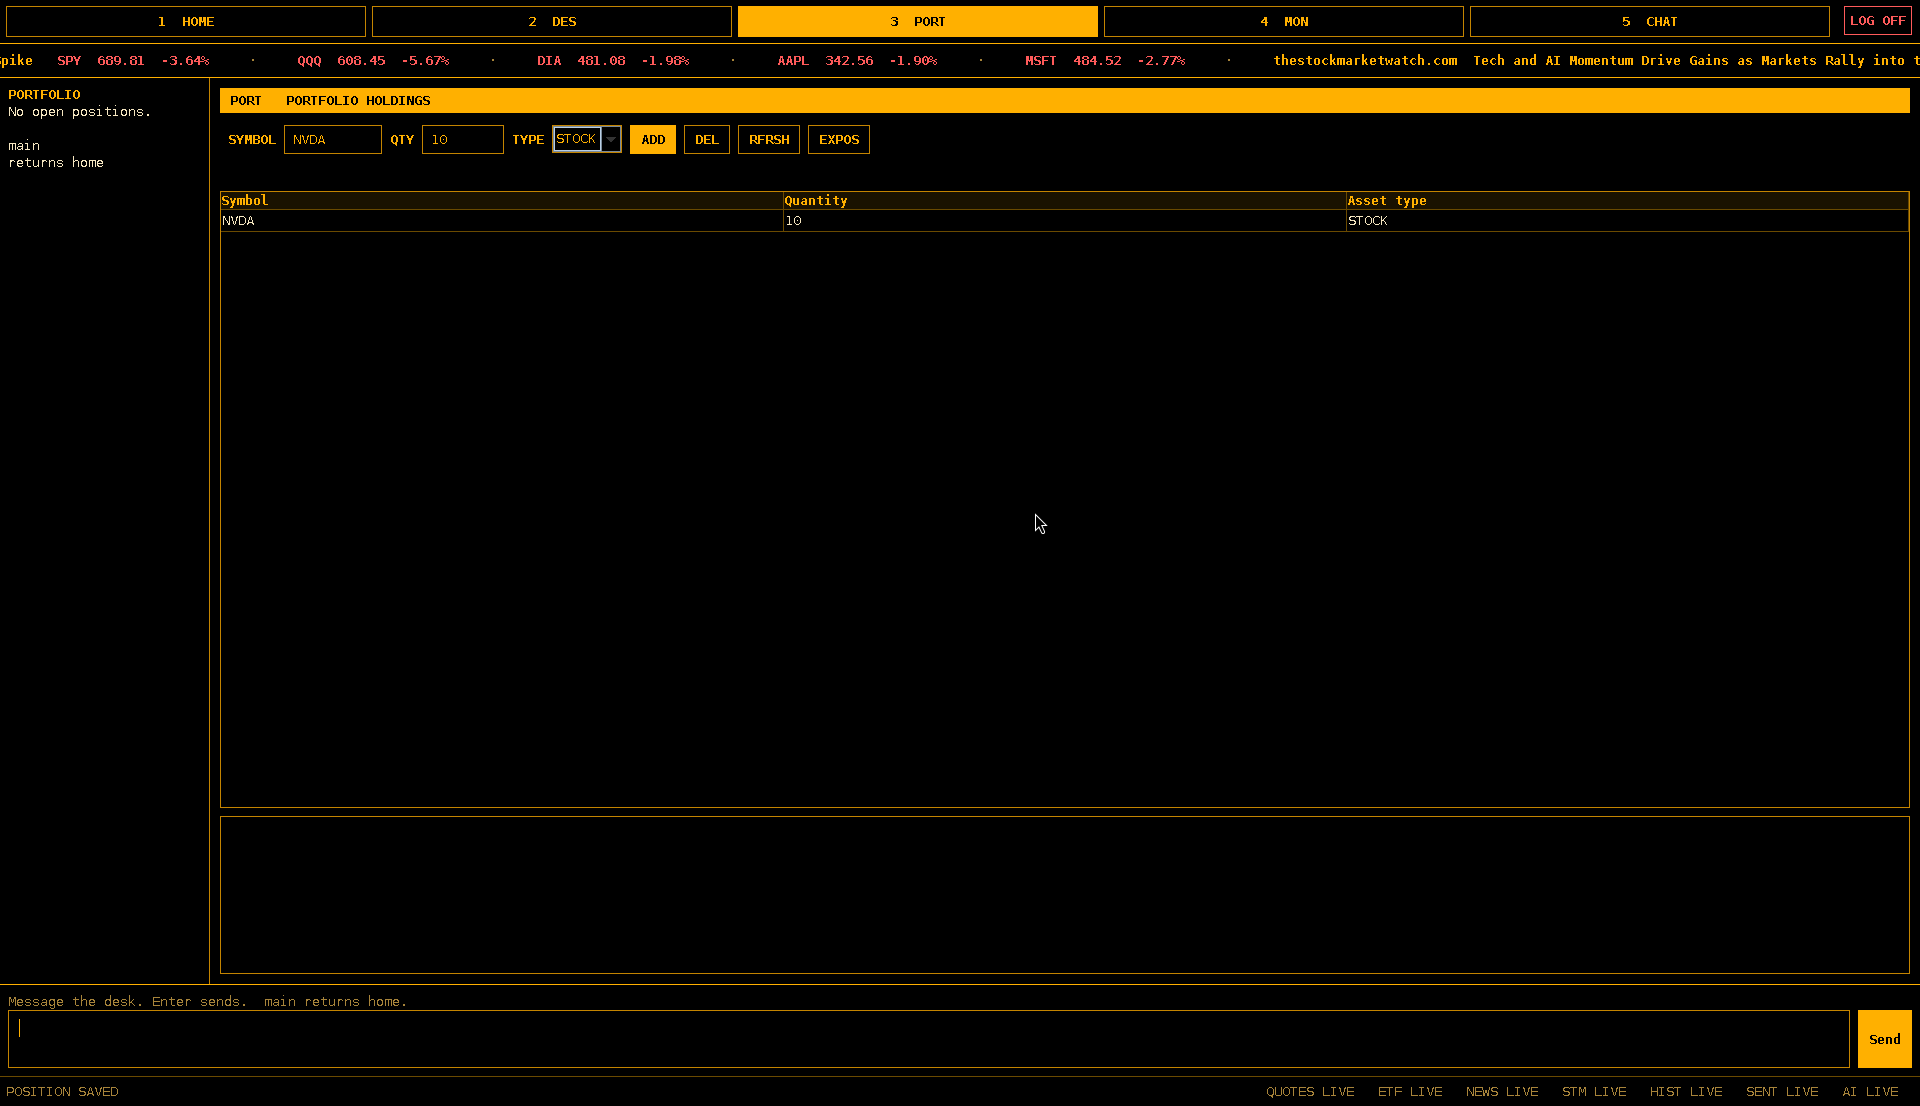 1 HOME 2 DES 3 PORT 4 MON 5 CHAT LOG OFF
pike SPY 689.81 -3.64% · QQQ 608.45 -5.67% · DIA 481.08 -1.98% · AAPL 342.56 -1.90% · MSFT 484.52 -2.77% · thestockmarketwatch.com Tech and AI Momentum Drive Gains as Markets Rally into t
PORTFOLIO
No open positions.
main
returns home
PORT PORTFOLIO HOLDINGS
SYMBOL NVDA QTY 10 TYPE STOCK ADD DEL RFRSH EXPOS
Symbol Quantity Asset type
NVDA 10 STOCK
Message the desk. Enter sends. main returns home.
Send
POSITION SAVED QUOTES LIVE ETF LIVE NEWS LIVE STM LIVE HIST LIVE SENT LIVE AI LIVE